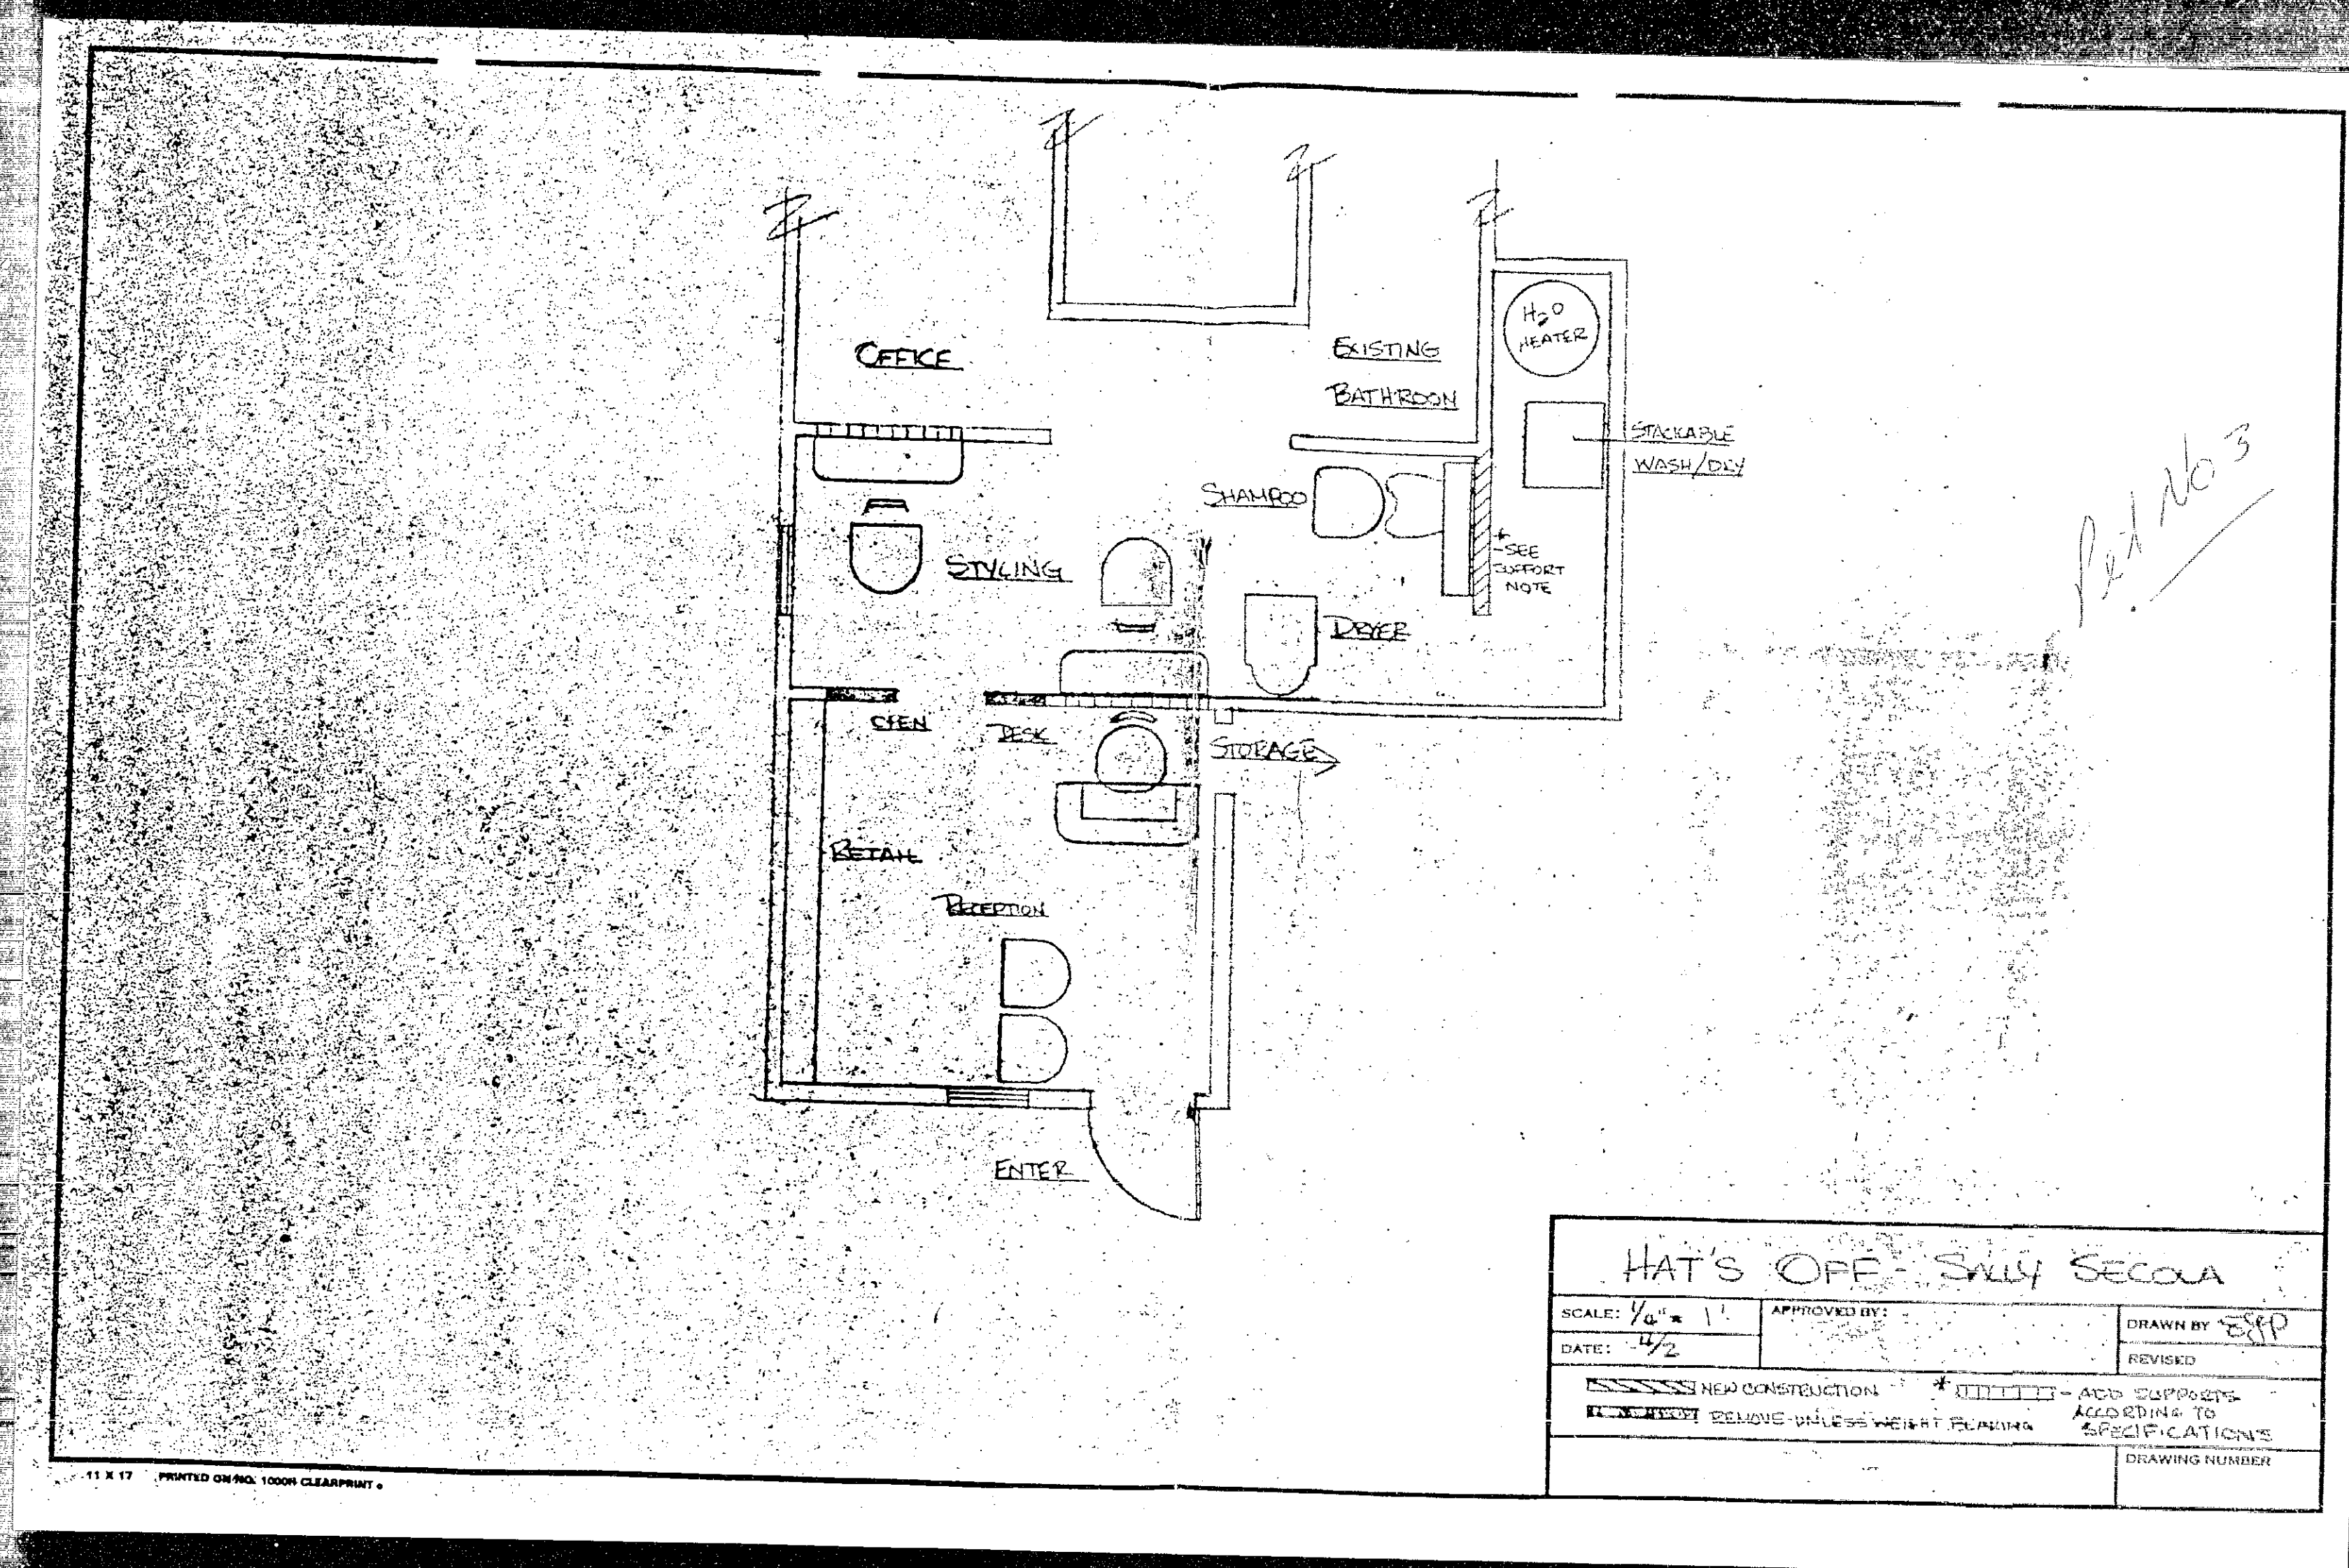 OFFICE
EXISTING
BATHROOM
H2O
HEATER
STACKABLE
WASH/DRY
SHAMPOO
*
-SEE
SUPPORT
NOTE
STYLING
DRYER
OPEN
DESK
STORAGE
RETAIL
RECEPTION
ENTER
No 3
HAT'S OFF - SALLY SECOLA
SCALE: 1/4" = 1'
APPROVED BY:
DRAWN BY
DATE: 4/2
REVISED
NEW CONSTRUCTION
REMOVE-UNLESS WEIGHT BEARING
* - ADD SUPPORTS
ACCORDING TO
SPECIFICATIONS
DRAWING NUMBER
11 X 17 PRINTED ON NO. 1000H CLEARPRINT